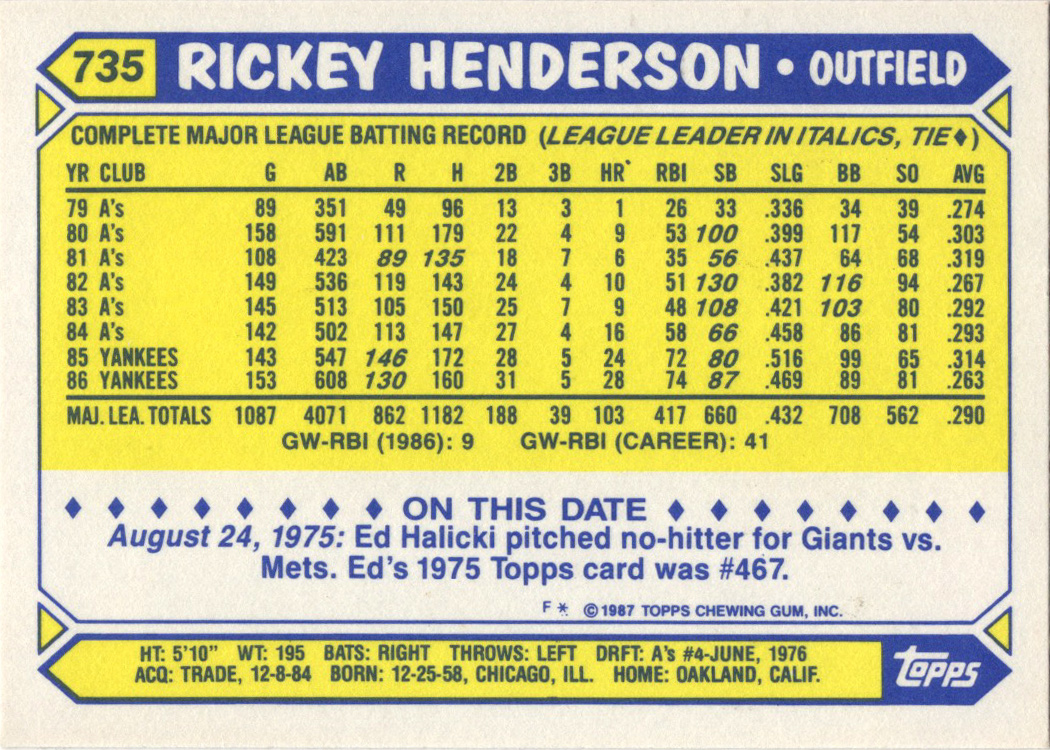 735 RICKEY HENDERSON • OUTFIELD
COMPLETE MAJOR LEAGUE BATTING RECORD (LEAGUE LEADER IN ITALICS, TIE♦)
YR CLUB G AB R H 2B 3B HR RBI SB SLG BB SO AVG
79 A's 89 351 49 96 13 3 1 26 33 .336 34 39 .274
80 A's 158 591 111 179 22 4 9 53 100 .399 117 54 .303
81 A's 108 423 89 135 18 7 6 35 56 .437 64 68 .319
82 A's 149 536 119 143 24 4 10 51 130 .382 116 94 .267
83 A's 145 513 105 150 25 7 9 48 108 .421 103 80 .292
84 A's 142 502 113 147 27 4 16 58 66 .458 86 81 .293
85 YANKEES 143 547 146 172 28 5 24 72 80 .516 99 65 .314
86 YANKEES 153 608 130 160 31 5 28 74 87 .469 89 81 .263
MAJ. LEA. TOTALS 1087 4071 862 1182 188 39 103 417 660 .432 708 562 .290
GW-RBI (1986): 9 GW-RBI (CAREER): 41
♦ ♦ ♦ ♦ ♦ ♦ ♦ ♦ ON THIS DATE ♦ ♦ ♦ ♦ ♦ ♦ ♦ ♦
August 24, 1975: Ed Halicki pitched no-hitter for Giants vs.
Mets. Ed's 1975 Topps card was #467.
F * © 1987 TOPPS CHEWING GUM, INC.
HT: 5'10" WT: 195 BATS: RIGHT THROWS: LEFT DRFT: A's #4-JUNE, 1976
ACQ: TRADE, 12-8-84 BORN: 12-25-58, CHICAGO, ILL. HOME: OAKLAND, CALIF.
topps